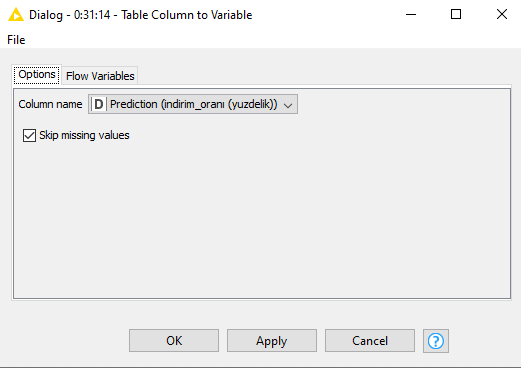 Dialog - 0:31:14 - Table Column to Variable
File
Options Flow Variables
Column name D Prediction (indirim_oranı (yuzdelik))
Skip missing values
OK Apply Cancel ?